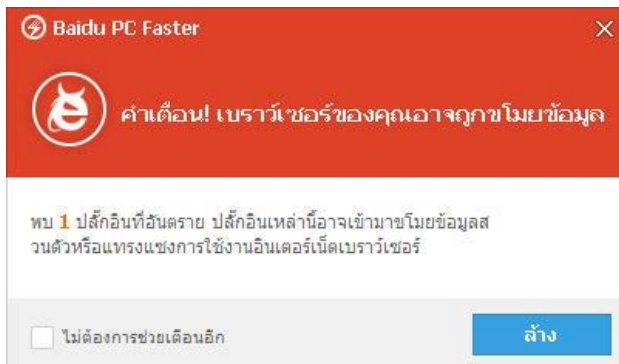 Baidu PC Faster
คำเตือน! เบราว์เซอร์ของคุณอาจถูกขโมยข้อมูล
พบ 1 ปลั๊กอินที่อันตราย ปลั๊กอินเหล่านี้อาจเข้ามาขโมยข้อมูลส
วนตัวหรือแทรงแซงการใช้งานอินเตอร์เน็ตเบราว์เซอร์
ไม่ต้องการช่วยเตือนอีก
ล้าง